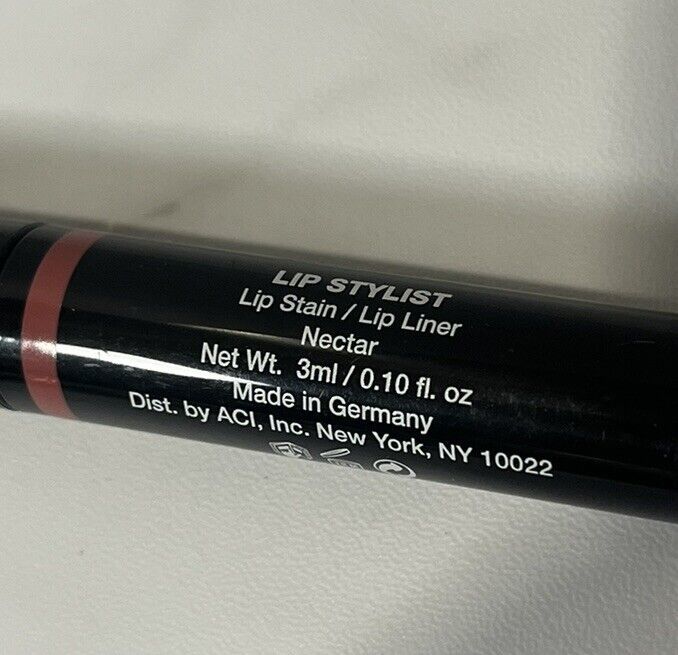 LIP STYLIST
Lip Stain / Lip Liner
Nectar
Net Wt. 3ml / 0.10 fl. oz
Made in Germany
Dist. by ACI, Inc. New York, NY 10022